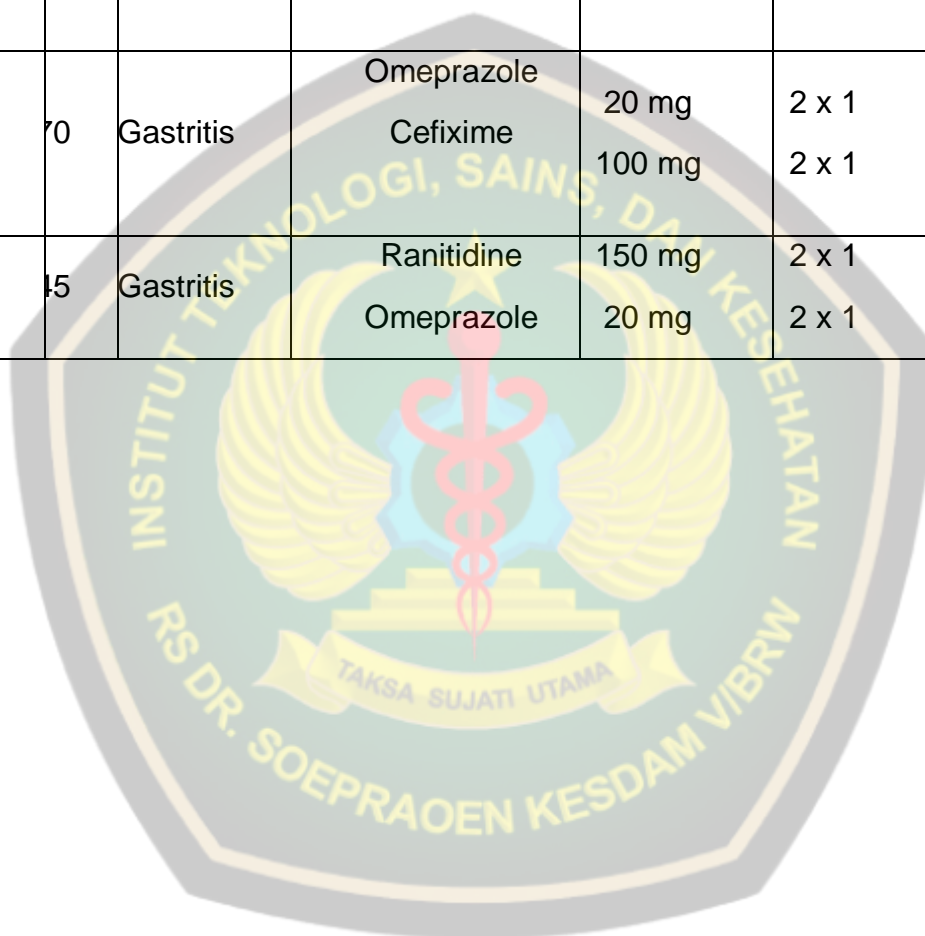 Omeprazole
20 mg 2 x 1
70 Gastritis Cefixime
100 mg 2 x 1
Ranitidine 150 mg 2 x 1
45 Gastritis
Omeprazole 20 mg 2 x 1
INSTITUT TEKNOLOGI, SAINS, DAN KESEHATAN
TAKSA SUJATI UTAMA
RS DR. SOEPRAOEN KESDAM V/BRW